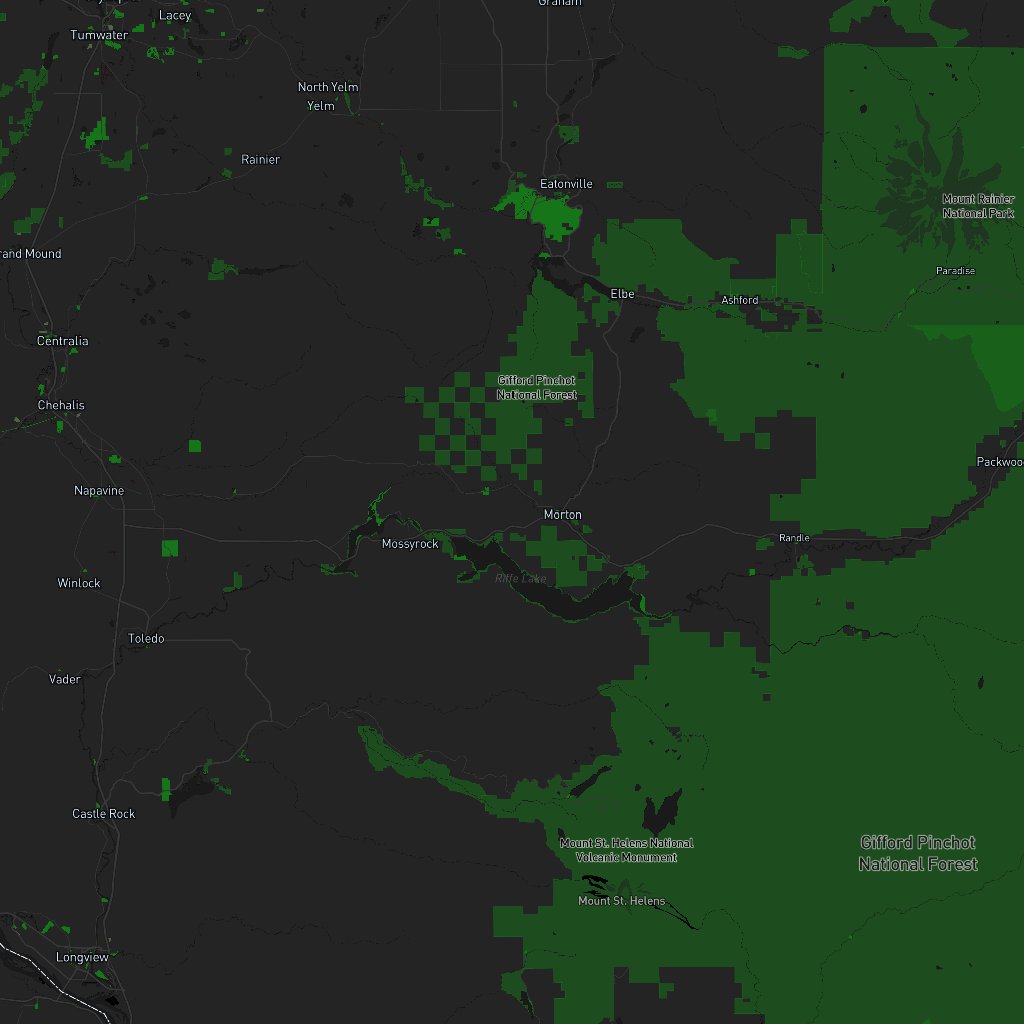 Graham
Lacey
Tumwater
North Yelm
Yelm
Rainier
Eatonville
Mount Rainier
National Park
rand Mound
Paradise
Elbe
Ashford
Centralia
Gifford Pinchot
National Forest
Chehalis
Packwoo
Napavine
Morton
Mossyrock
Randle
Riffe Lake
Winlock
Toledo
Vader
Castle Rock
Mount St. Helens National
Volcanic Monument
Gifford Pinchot
National Forest
Mount St. Helens
Longview